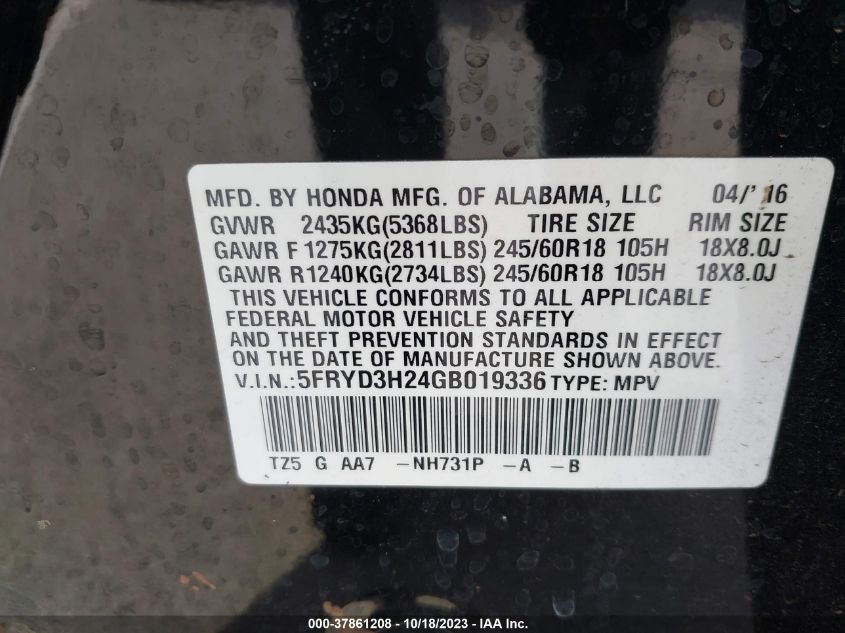 MFD. BY HONDA MFG. OF ALABAMA, LLC 04/'16
GVWR 2435KG(5368LBS) TIRE SIZE RIM SIZE
GAWR F 1275KG(2811LBS) 245/60R18 105H 18X8.0J
GAWR R1240KG(2734LBS) 245/60R18 105H 18X8.0J
THIS VEHICLE CONFORMS TO ALL APPLICABLE
FEDERAL MOTOR VEHICLE SAFETY
AND THEFT PREVENTION STANDARDS IN EFFECT
ON THE DATE OF MANUFACTURE SHOWN ABOVE.
V.I.N.:5FRYD3H24GB019336 TYPE: MPV
TZ5 G AA7 -NH731P -A -B
000-37861208 - 10/18/2023 - IAAI.com